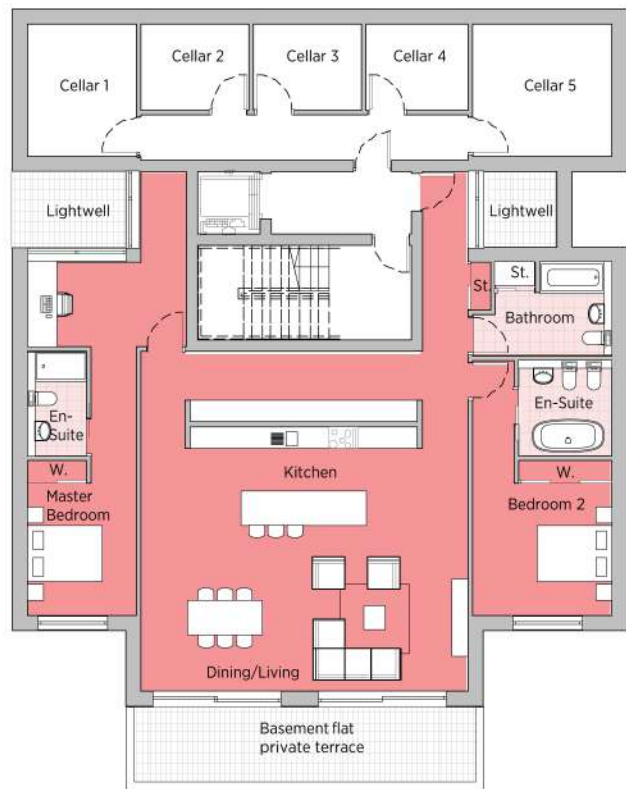 Cellar 1
Cellar 2
Cellar 3
Cellar 4
Cellar 5
Lightwell
Lightwell
St.
St.
Bathroom
En-
Suite
En-Suite
W.
Kitchen
W.
Master
Bedroom
Bedroom 2
Dining/Living
Basement flat
private terrace